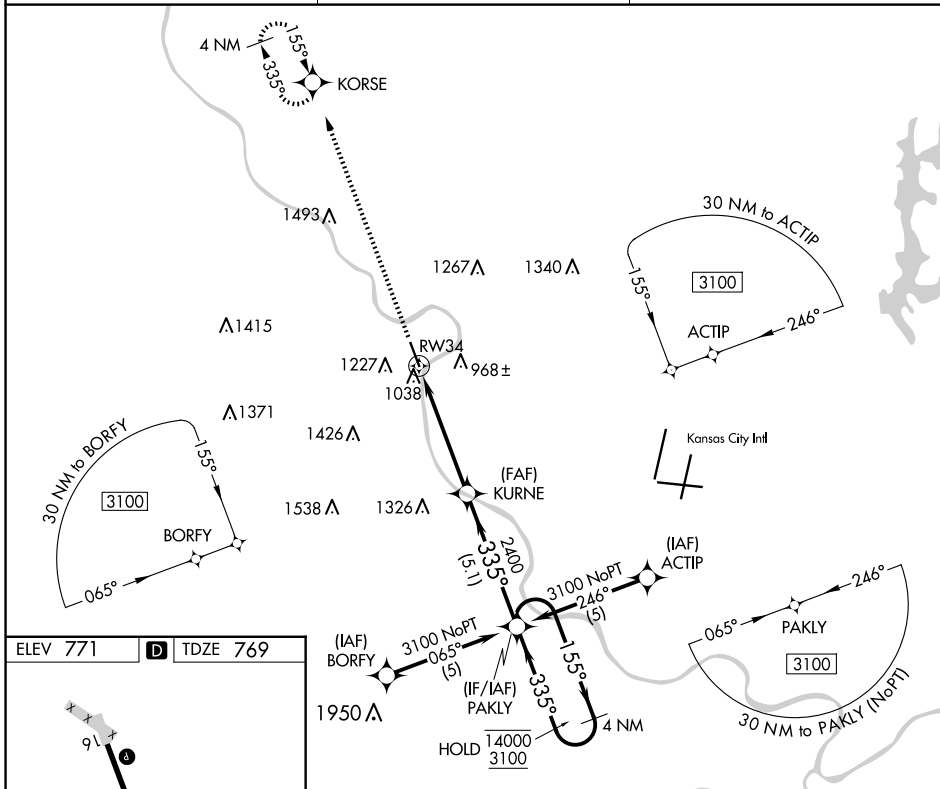 4 NM
155°
335°
KORSE
1493
1267
1340
30 NM to ACTIP
3100
155°
246°
ACTIP
1415
1227
RW34
968±
1038
1371
1426
Kansas City Intl
30 NM to BORFY
155°
3100
BORFY
065°
(FAF)
KURNE
1538
1326
2400
335°
(5.1)
(IAF)
ACTIP
3100 NoPT
246°
(5)
065°
246°
PAKLY
3100
30 NM to PAKLY (NoPT)
(IAF)
BORFY
3100 NoPT
065°
(5)
(IF/IAF)
PAKLY
335°
155°
4 NM
HOLD
14000
3100
1950
ELEV 771
D
TDZE 769
16
P